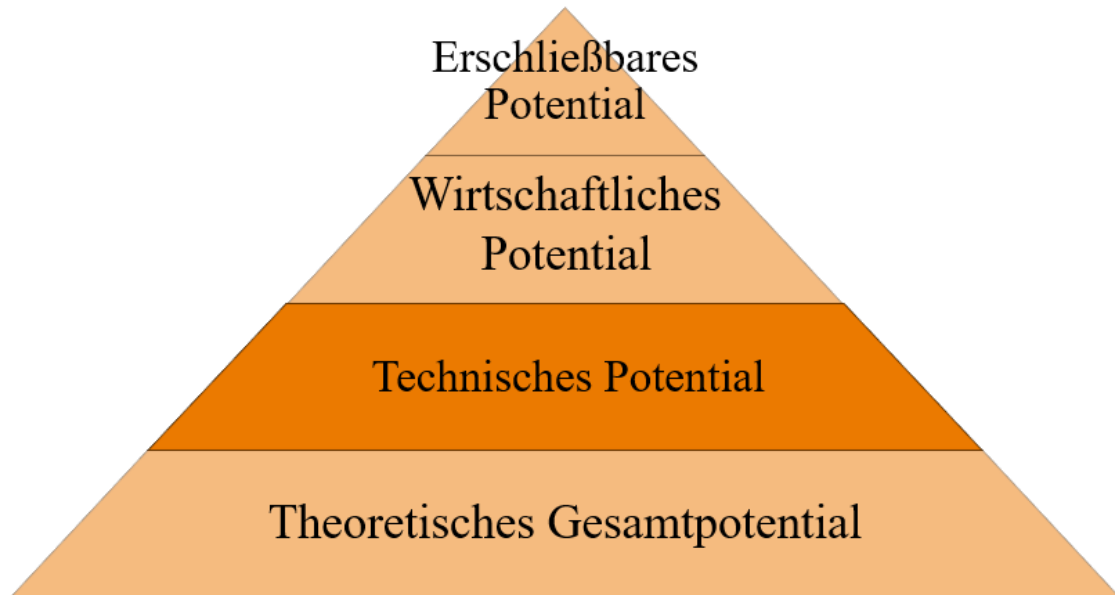 Erschließbares
Potential
Wirtschaftliches
Potential
Technisches Potential
Theoretisches Gesamtpotential